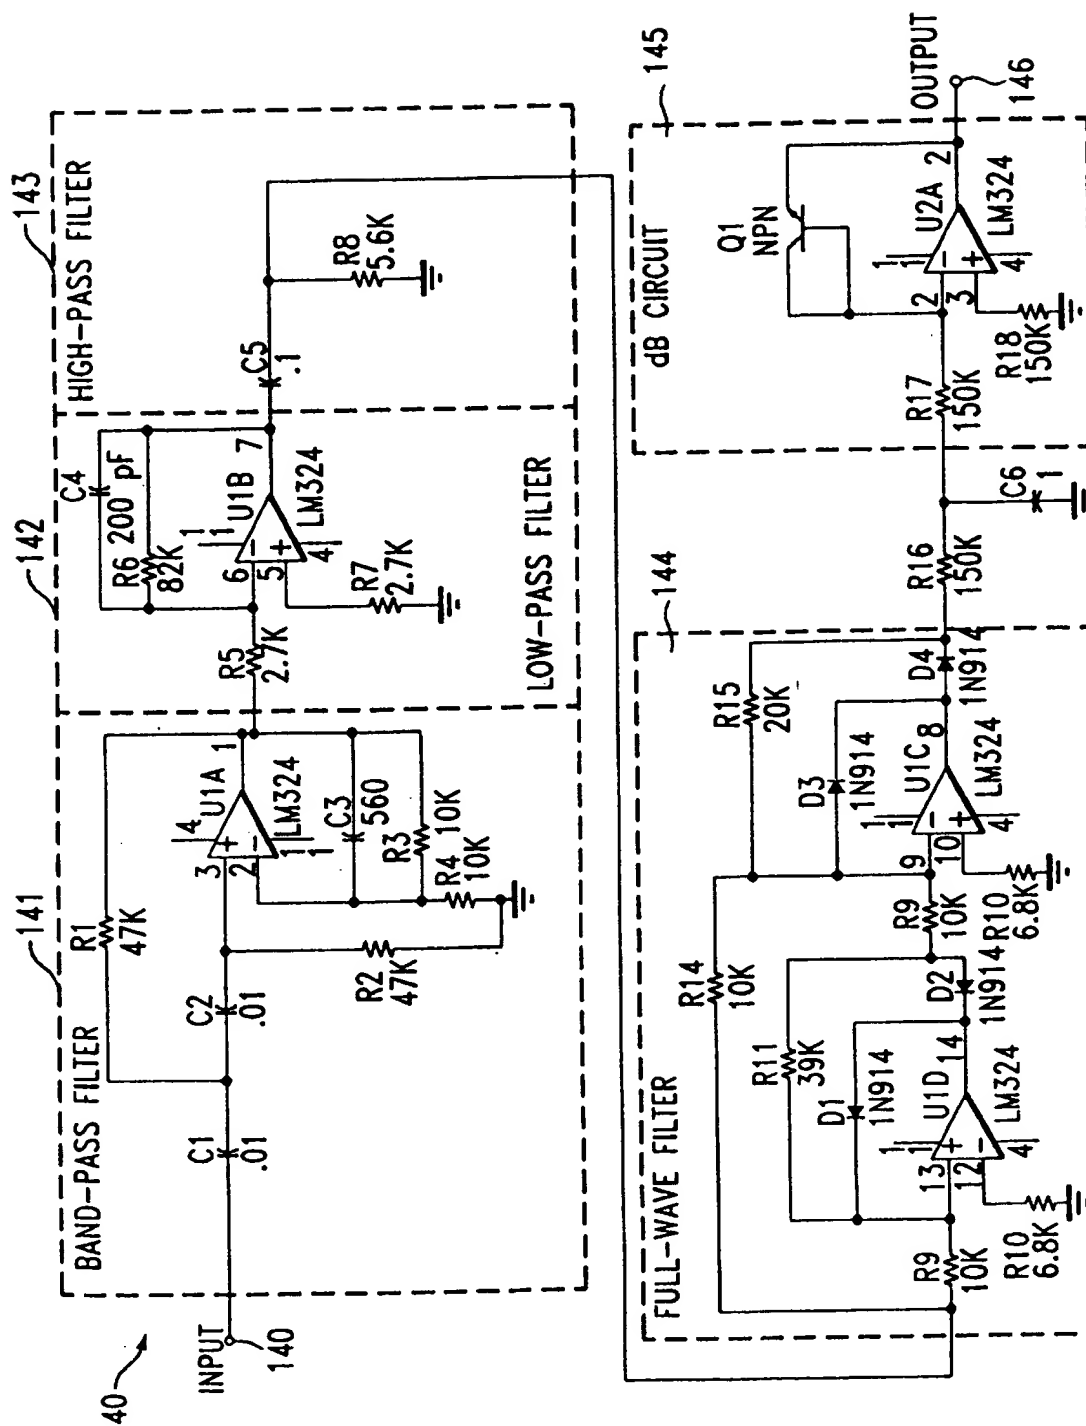 40
INPUT
140
BAND-PASS FILTER
141
C1
.01
C2
.01
R1
47K
R2
47K
3
2
4
+
−
1
1
1
U1A
LM324
C3
560
R3
10K
R4
10K
142
LOW-PASS FILTER
R5
2.7K
C4
200 pF
R6
82K
6
5
−
+
1
1
4
7
U1B
LM324
R7
2.7K
143
HIGH-PASS FILTER
C5
.1
R8
5.6K
FULL-WAVE FILTER
144
R9
10K
R10
6.8K
13
12
+
−
1
1
4
14
U1D
LM324
D1
1N914
R11
39K
D2
1N914
R14
10K
R9
10K
R10
6.8K
9
10
−
+
1
1
4
8
U1C
LM324
D3
1N914
R15
20K
D4
1N914
R16
150K
C6
1
dB CIRCUIT
145
R17
150K
R18
150K
2
3
−
+
1
1
4
2
U2A
LM324
Q1
NPN
OUTPUT
146